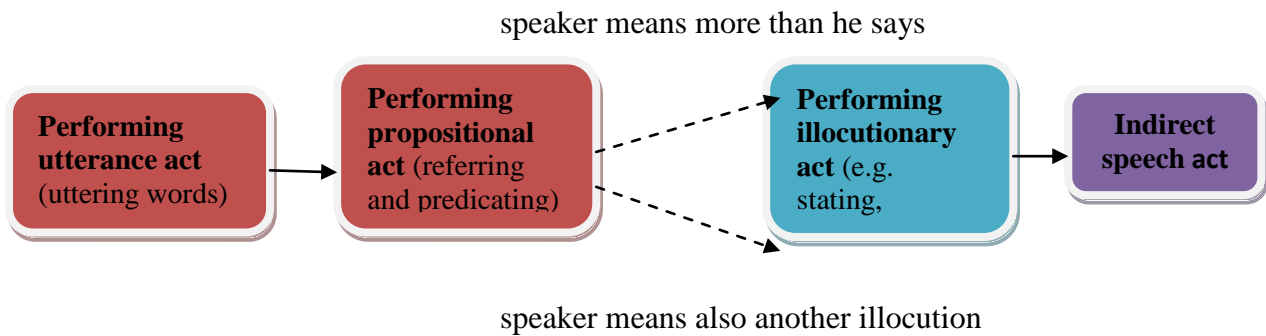 speaker means more than he says
Performing
utterance act
(uttering words)
Performing
propositional
act (referring
and predicating)
Performing
illocutionary
act (e.g.
stating,
Indirect
speech act
speaker means also another illocution